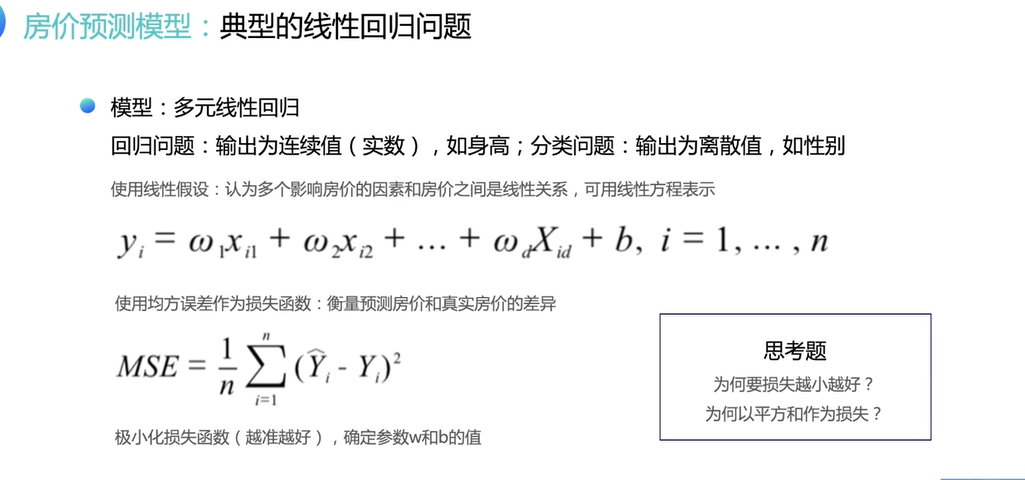 房价预测模型：典型的线性回归问题
模型：多元线性回归
回归问题：输出为连续值（实数），如身高；分类问题：输出为离散值，如性别
使用线性假设：认为多个影响房价的因素和房价之间是线性关系，可用线性方程表示
y_i = ω_1x_{i1} + ω_2x_{i2} + ... + ω_dX_{id} + b, i = 1, ... , n
使用均方误差作为损失函数：衡量预测房价和真实房价的差异
MSE = \frac{1}{n} \sum_{i=1}^{n} (\widehat{Y}_i - Y_i)^2
极小化损失函数（越准越好），确定参数w和b的值
思考题
为何要损失越小越好？
为何以平方和作为损失？